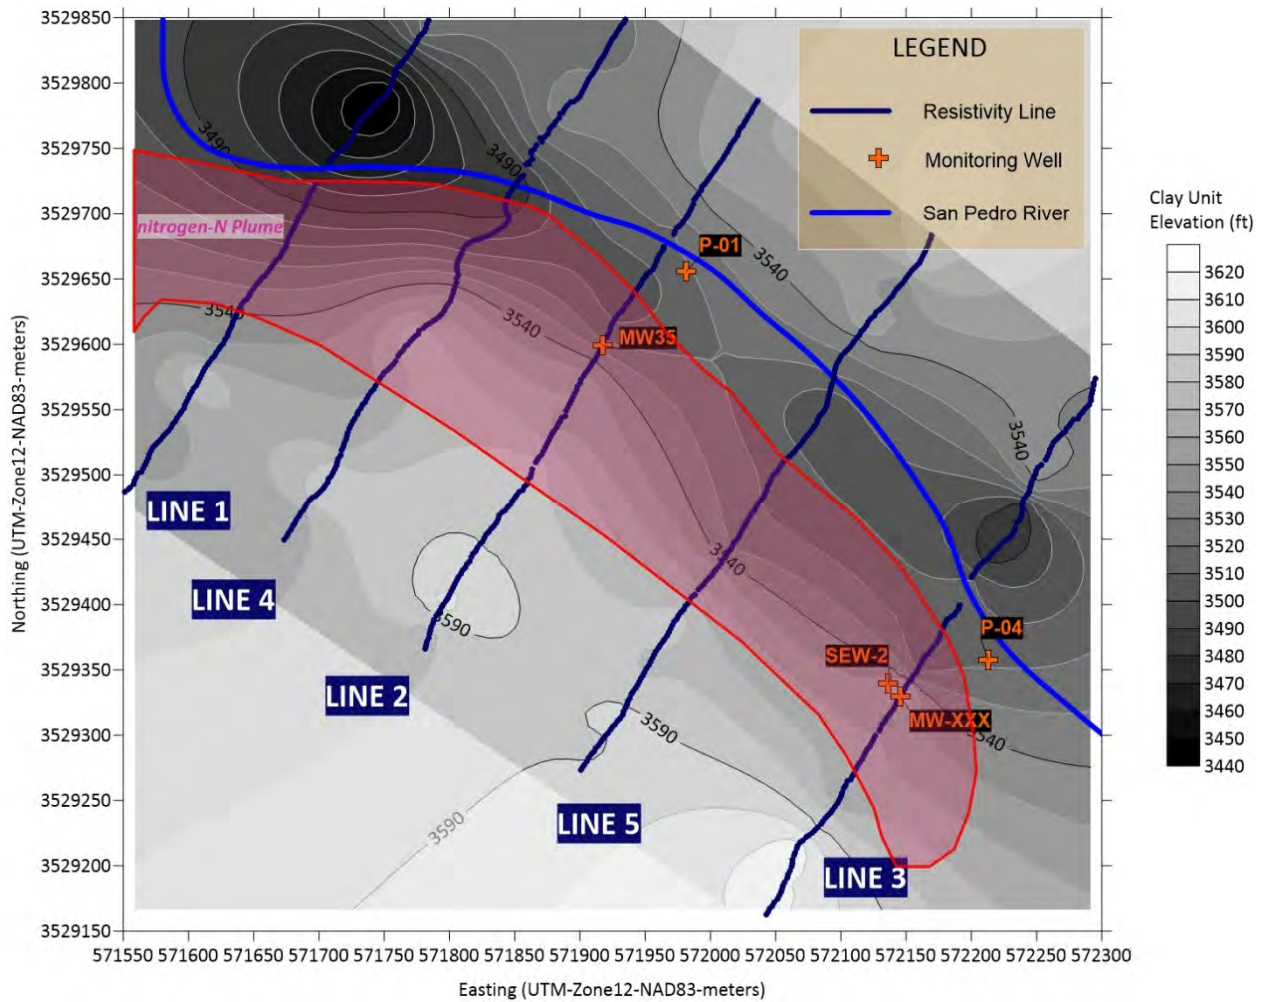 3529850
3529800
3529750
3529700
3529650
3529600
3529550
3529500
3529450
3529400
3529350
3529300
3529250
3529200
3529150
Northing (UTM-Zone12-NAD83-meters)
571550 571600 571650 571700 571750 571800 571850 571900 571950 572000 572050 572100 572150 572200 572250 572300
Easting (UTM-Zone12-NAD83-meters)
LEGEND
Resistivity Line
Monitoring Well
San Pedro River
Clay Unit
Elevation (ft)
3620
3610
3600
3590
3580
3570
3560
3550
3540
3530
3520
3510
3500
3490
3480
3470
3460
3450
3440
3490
3490
nitrogen-N Plume
P-01
3540
3540
3540
MW35
3540
LINE 1
3540
LINE 4
3590
P-04
SEW-2
LINE 2
MW-XXX
3590
3540
LINE 5
3590
LINE 3